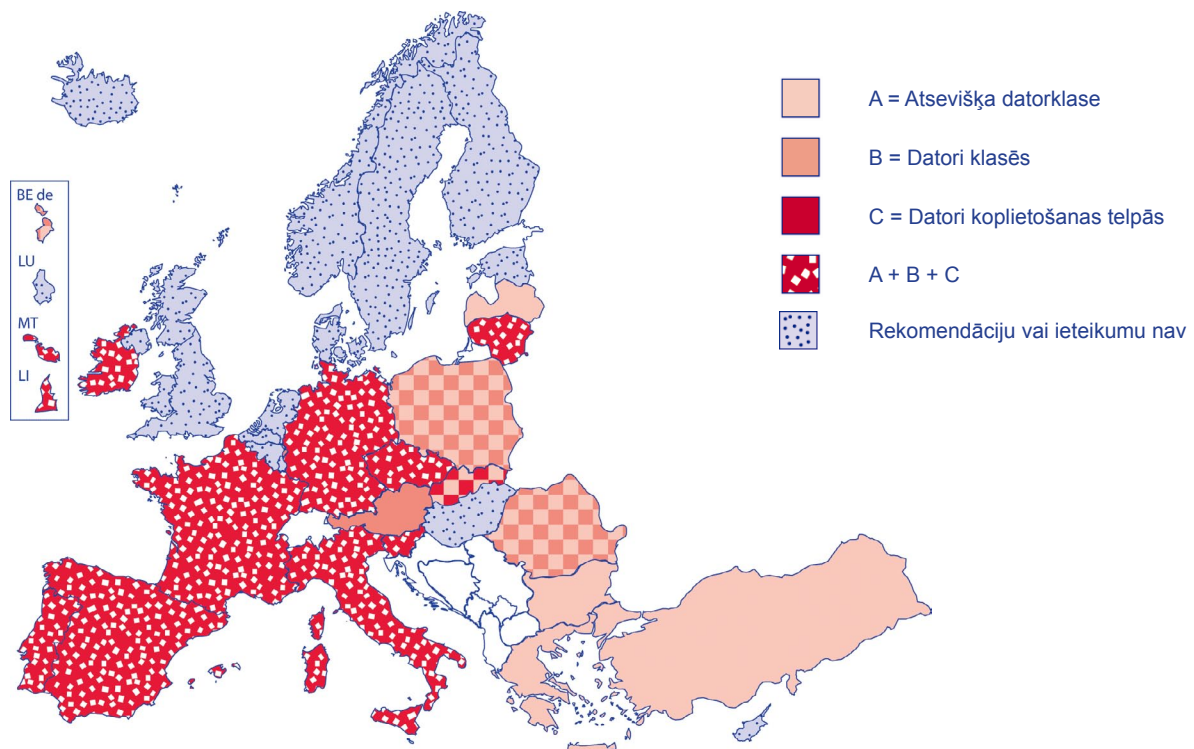 A = Atsevišķa datorklase
B = Datori klasēs
C = Datori koplietošanas telpās
A + B + C
Rekomendāciju vai ieteikumu nav
BE de
LU
MT
LI